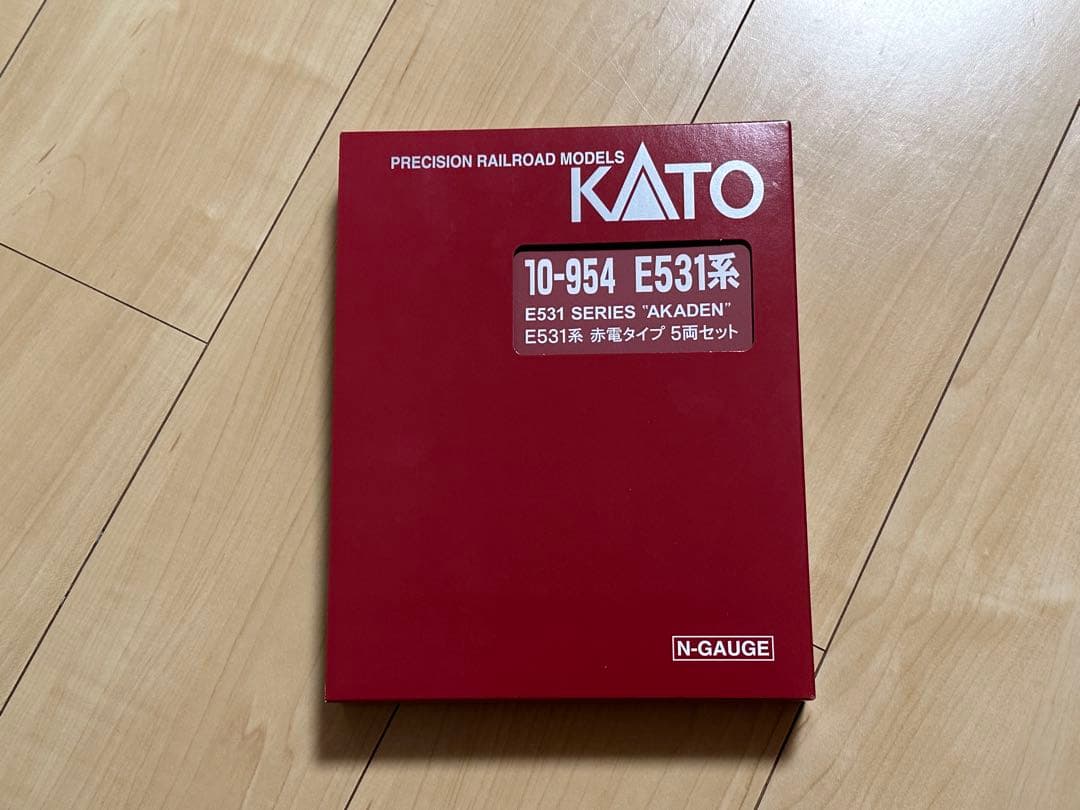 PRECISION RAILROAD MODELS
KATO
10-954 E531系
E531 SERIES "AKADEN"
E531系 赤電タイプ 5両セット
N-GAUGE